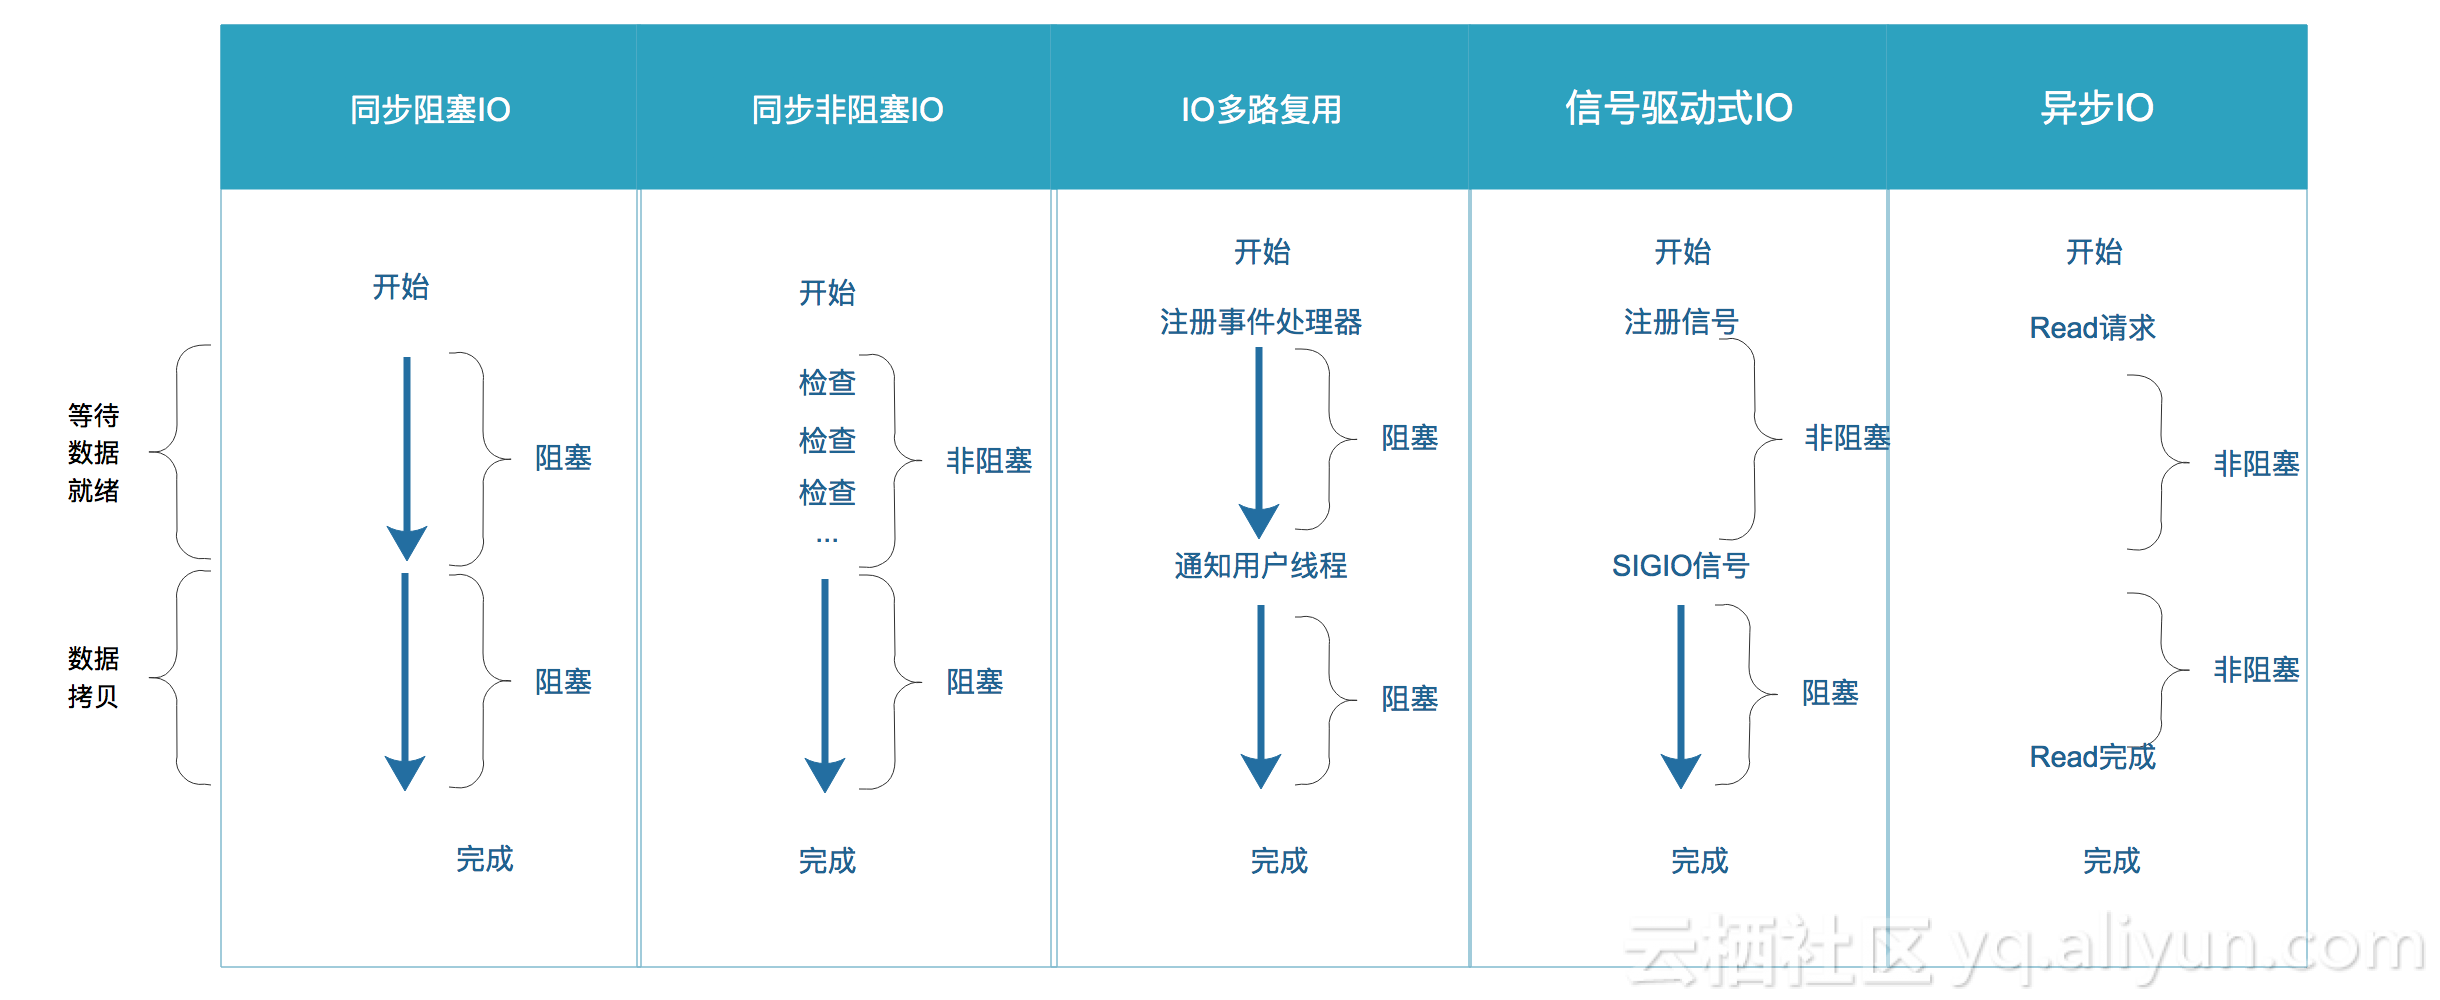 同步阻塞IO
同步非阻塞IO
IO多路复用
信号驱动式IO
异步IO
等待
数据
就绪
数据
拷贝
开始
阻塞
阻塞
完成
开始
检查
检查
检查
...
非阻塞
阻塞
完成
开始
注册事件处理器
阻塞
通知用户线程
阻塞
完成
开始
注册信号
非阻塞
SIGIO信号
阻塞
完成
开始
Read请求
非阻塞
非阻塞
Read完成
完成
云栖社区 yq.aliyun.com